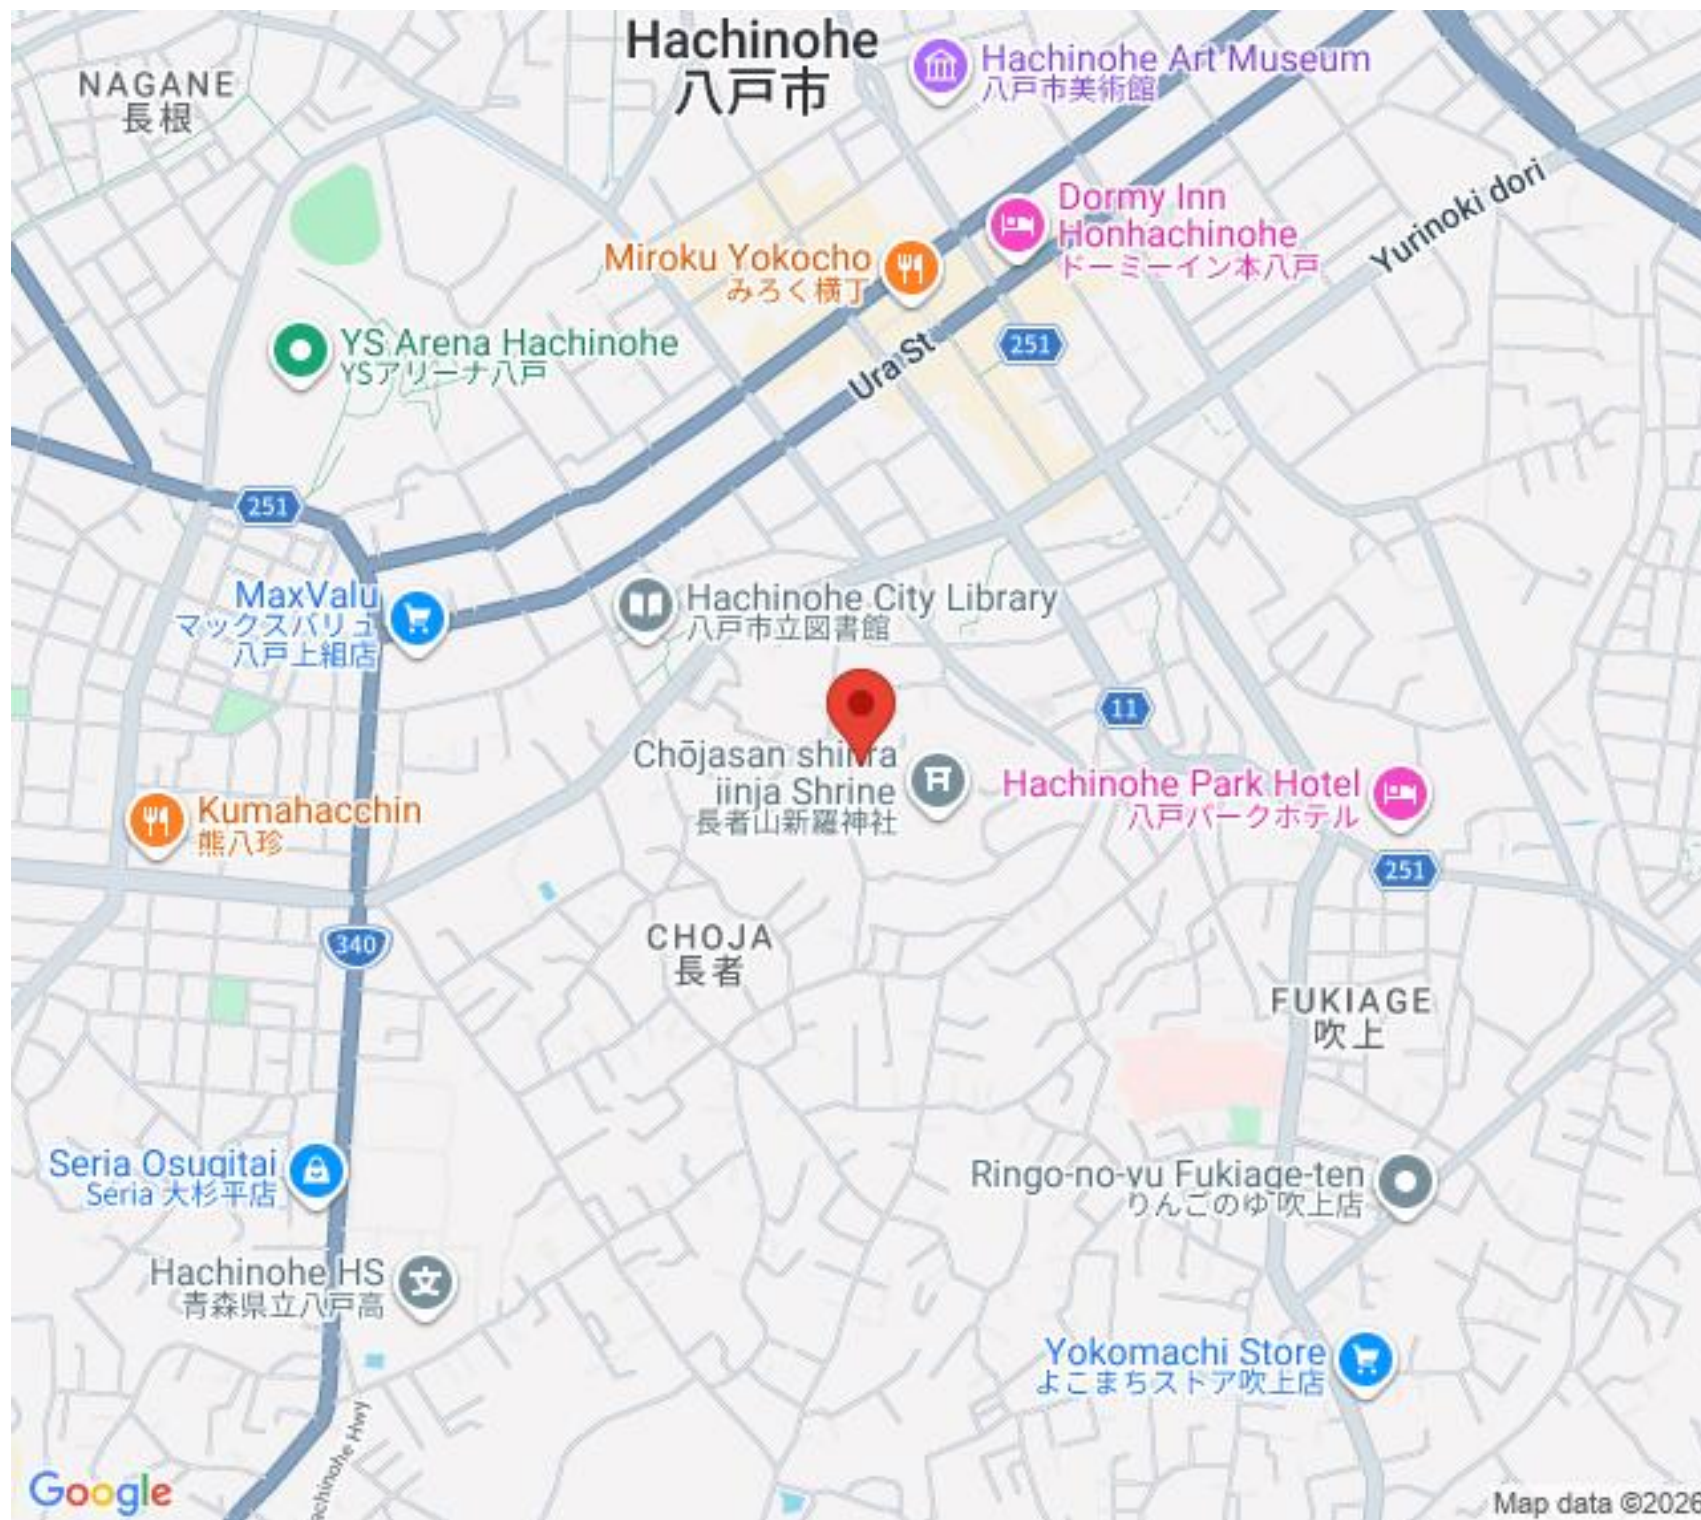 Hachinohe
八戸市
Hachinohe Art Museum
八戸市美術館
NAGANE
長根
Yurinoki dori
Dormy Inn
Honhachinohe
ドーミーイン本八戸
Miroku Yokocho
みろく横丁
YS Arena Hachinohe
YSアリーナ八戸
251
Ura St
251
MaxValu
マックスバリュ
八戸上組店
Hachinohe City Library
八戸市立図書館
11
Chōjasan shinra
jinja Shrine
長者山新羅神社
Hachinohe Park Hotel
八戸パークホテル
Kumahacchin
熊八珍
251
340
CHOJA
長者
FUKIAGE
吹上
Seria Osugitai
Seria 大杉平店
Ringo-no-yu Fukiage-ten
りんごのゆ 吹上店
Hachinohe HS
青森県立八戸高
Yokomachi Store
よこまちストア吹上店
achinohe Hwy
Google
Map data ©2026